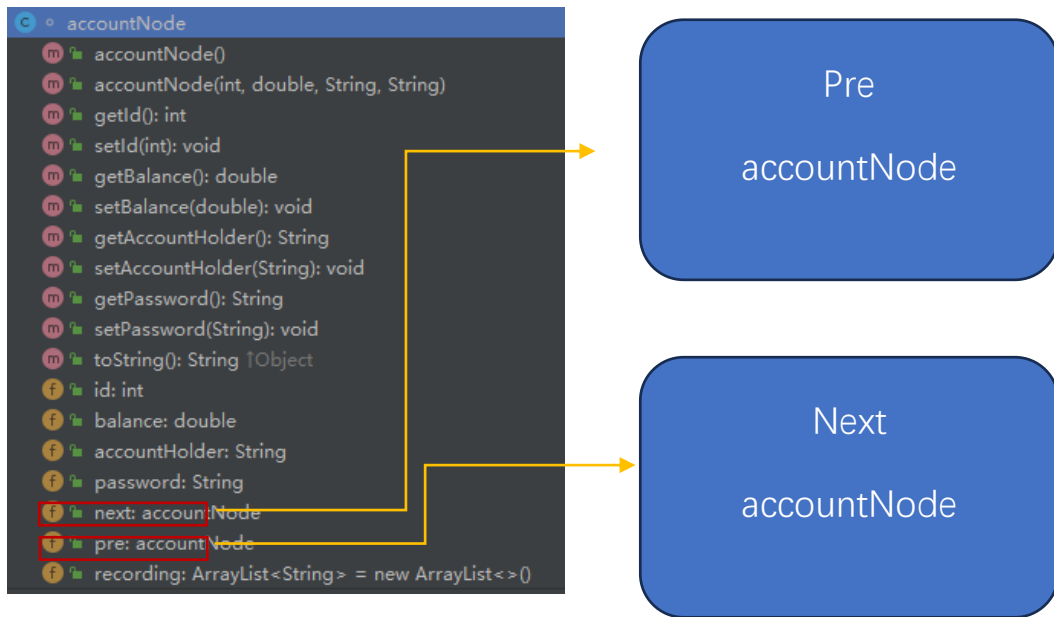 accountNode
accountNode()
accountNode(int, double, String, String)
getId(): int
setId(int): void
getBalance(): double
setBalance(double): void
getAccountHolder(): String
setAccountHolder(String): void
getPassword(): String
setPassword(String): void
toString(): String ↑Object
id: int
balance: double
accountHolder: String
password: String
next: accountNode
pre: accountNode
recording: ArrayList<String> = new ArrayList<>()
Pre
accountNode
Next
accountNode